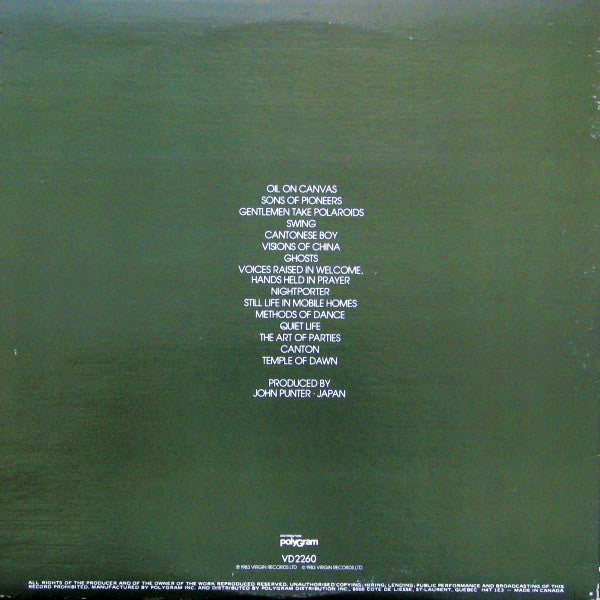 OIL ON CANVAS
SONS OF PIONEERS
GENTLEMEN TAKE POLAROIDS
SWING
CANTONESE BOY
VISIONS OF CHINA
GHOSTS
VOICES RAISED IN WELCOME,
HANDS HELD IN PRAYER
NIGHTPORTER
STILL LIFE IN MOBILE HOMES
METHODS OF DANCE
QUIET LIFE
THE ART OF PARTIES
CANTON
TEMPLE OF DAWN
PRODUCED BY
JOHN PUNTER · JAPAN
DISTRIBUTION
polyGram
VD2260
℗ 1983 VIRGIN RECORDS LTD © 1983 VIRGIN RECORDS LTD
ALL RIGHTS OF THE PRODUCER AND OF THE OWNER OF THE WORK REPRODUCED RESERVED. UNAUTHORISED COPYING, HIRING, LENDING, PUBLIC PERFORMANCE AND BROADCASTING OF THIS
RECORD PROHIBITED. MANUFACTURED BY POLYGRAM INC. AND DISTRIBUTED BY POLYGRAM DISTRIBUTION INC., 6000 COTE DE LIESSE, ST-LAURENT, QUEBEC H4T 1E3 — MADE IN CANADA